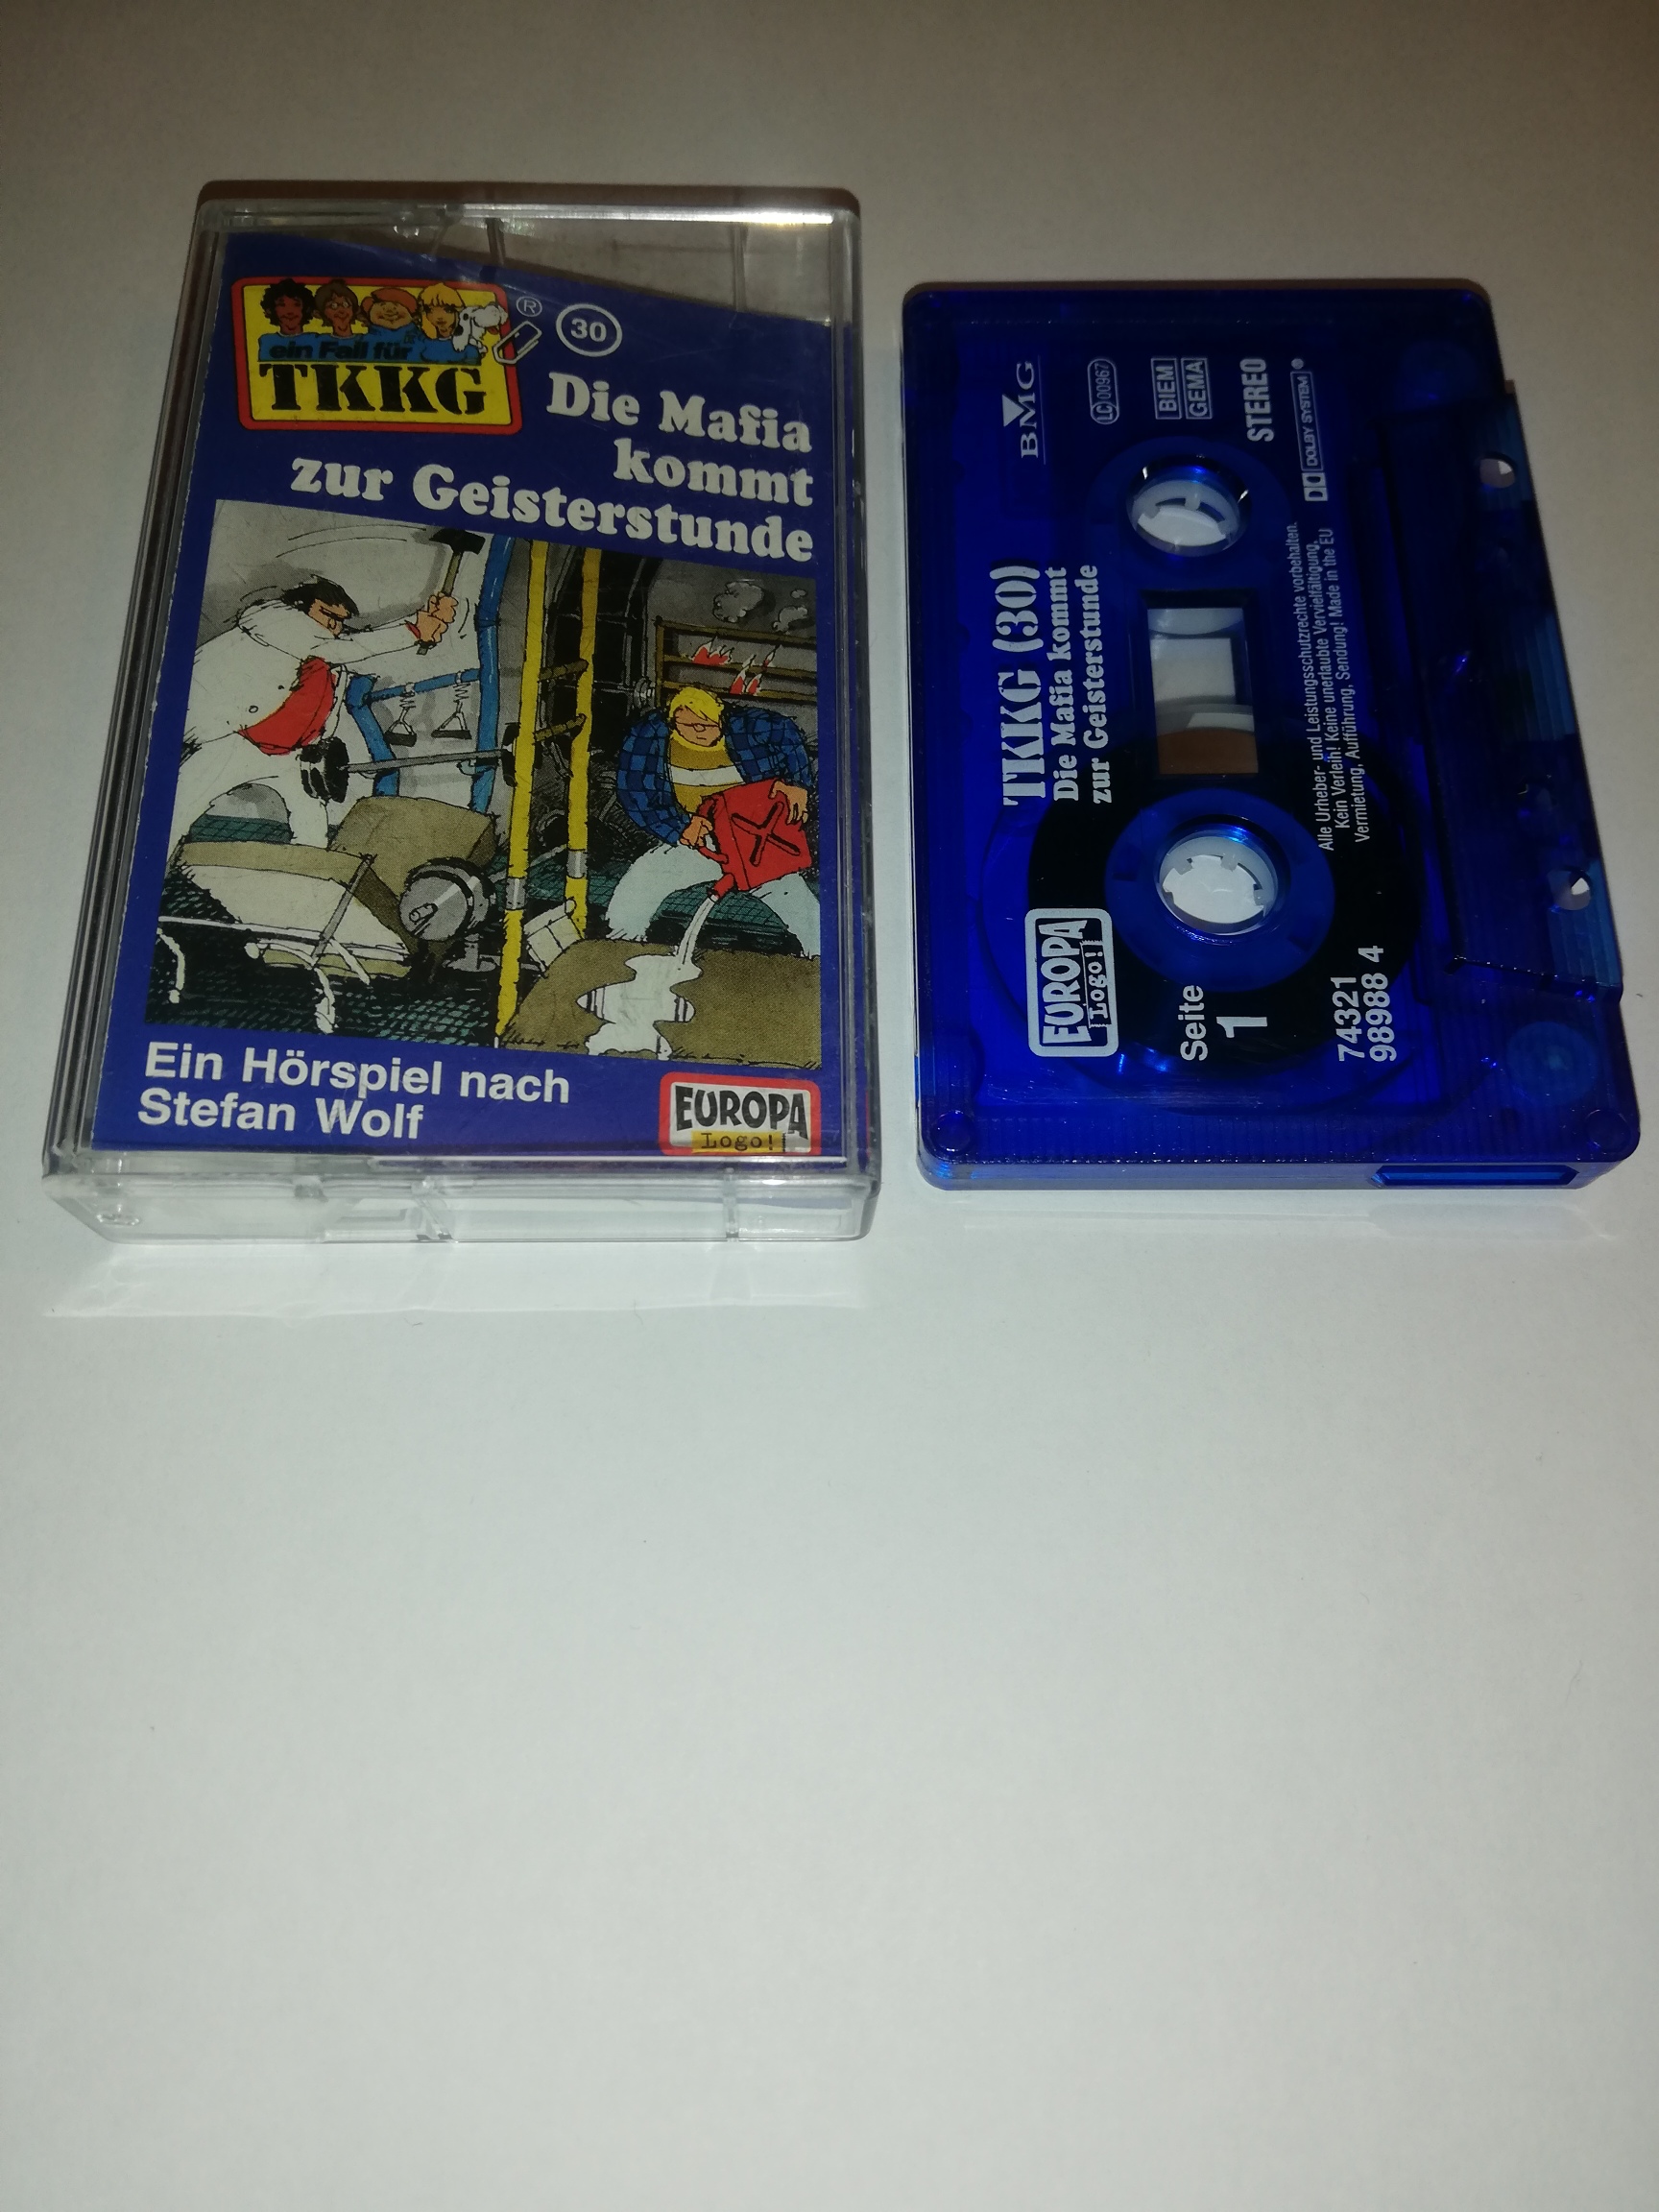 ein Fall für
TKKG
®
30
Die Mafia
kommt
zur Geisterstunde
Ein Hörspiel nach
Stefan Wolf
EUROPA
Logo!
BMG
LC 00967
BIEM
GEMA
STEREO
DOLBY SYSTEM®
TKKG (30)
Die Mafia kommt
zur Geisterstunde
Alle Urheber- und Leistungsschutzrechte vorbehalten.
Kein Verleih! Keine unerlaubte Vervielfältigung,
Vermietung, Aufführung, Sendung! Made in the EU
EUROPA
Logo!
Seite
1
74321
98988 4